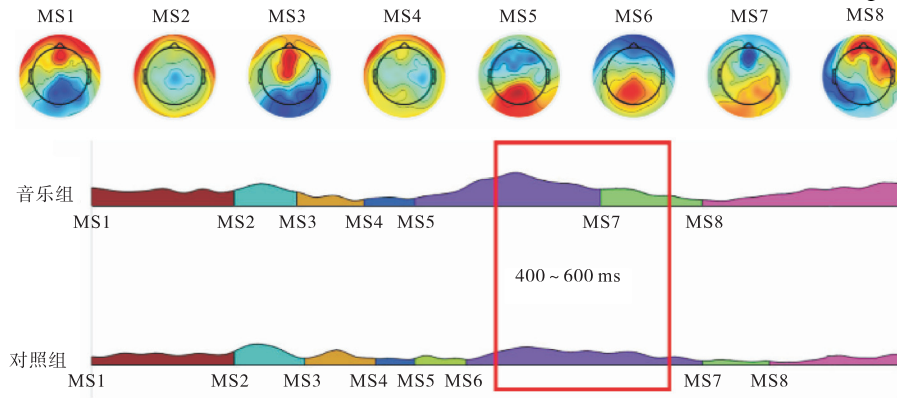 MS1 MS2 MS3 MS4 MS5 MS6 MS7 MS8
音乐组
MS1 MS2 MS3 MS4 MS5 MS7 MS8
400 ~ 600 ms
对照组
MS1 MS2 MS3 MS4 MS5 MS6 MS7 MS8